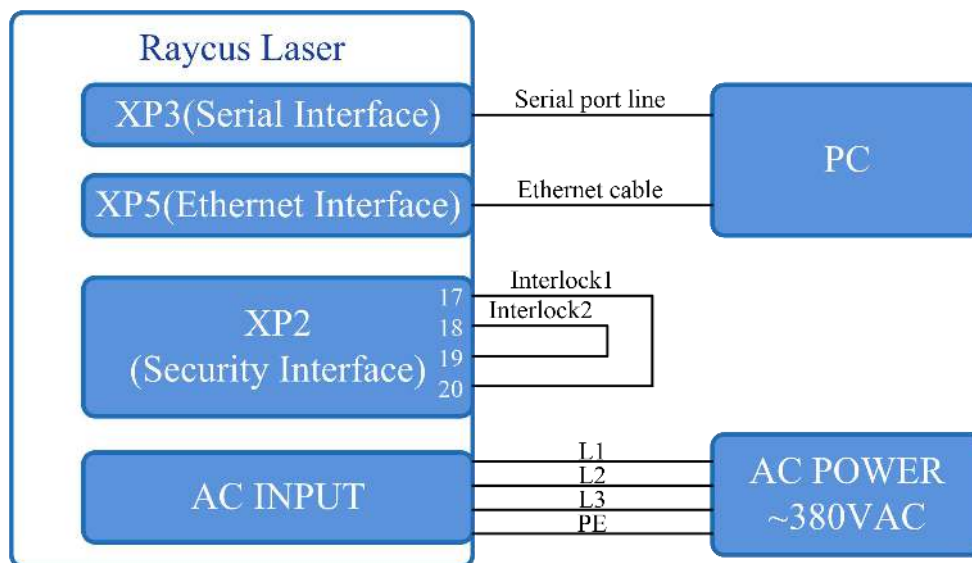 Raycus Laser
XP3(Serial Interface)
Serial port line
PC
XP5(Ethernet Interface)
Ethernet cable
XP2
(Security Interface)
17
18
19
20
Interlock1
Interlock2
AC INPUT
L1
L2
L3
PE
AC POWER
~380VAC